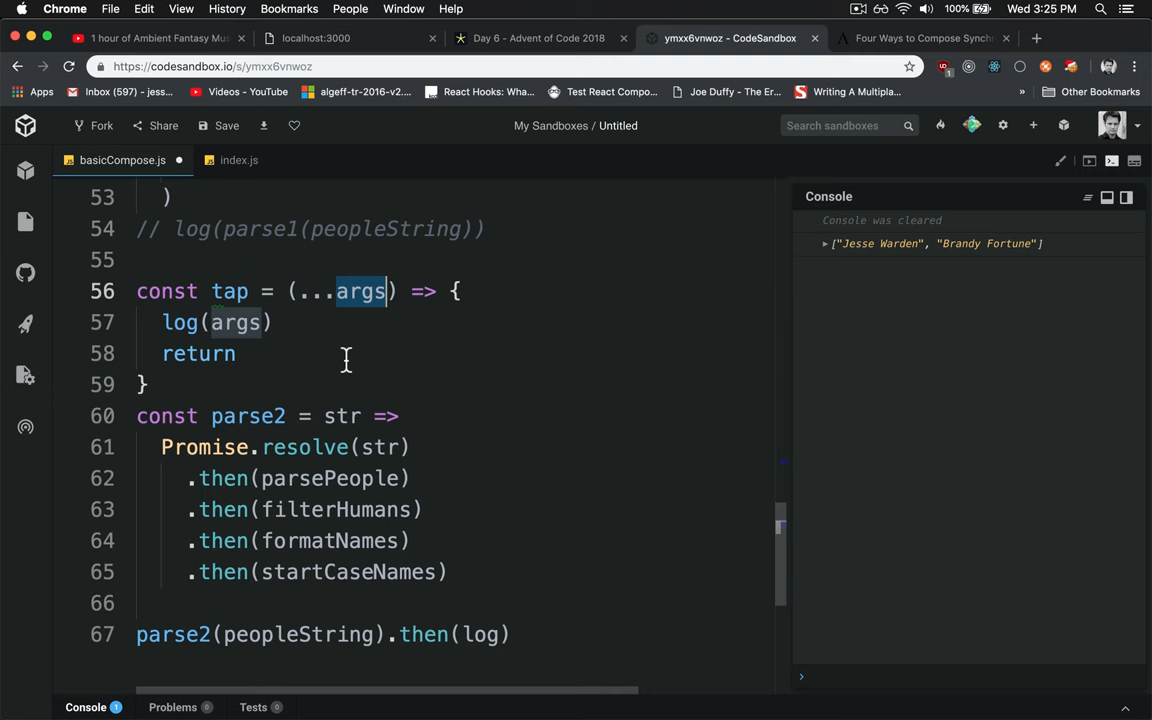 Chrome File Edit View History Bookmarks People Window Help 100% Wed 3:25 PM
1 hour of Ambient Fantasy Mu localhost:3000 Day 6 - Advent of Code 2018 ymxx6vnwoz - CodeSandbox Four Ways to Compose Synch
https://codesandbox.io/s/ymxx6vnwoz
Apps Inbox (597) - jess... Videos - YouTube algeff-tr-2016-v2.... React Hooks: Wha... Test React Compo... Joe Duffy - The Er... Writing A Multipla... » Other Bookmarks
Fork Share Save My Sandboxes / Untitled Search sandboxes
basicCompose.js index.js
Console
53 )
Console was cleared
54 // log(parse1(peopleString))
["Jesse Warden", "Brandy Fortune"]
55
56 const tap = (...args) => {
57 log(args)
58 return
59 }
60 const parse2 = str =>
61 Promise.resolve(str)
62 .then(parsePeople)
63 .then(filterHumans)
64 .then(formatNames)
65 .then(startCaseNames)
66
67 parse2(peopleString).then(log)
Console 1 Problems 0 Tests 0